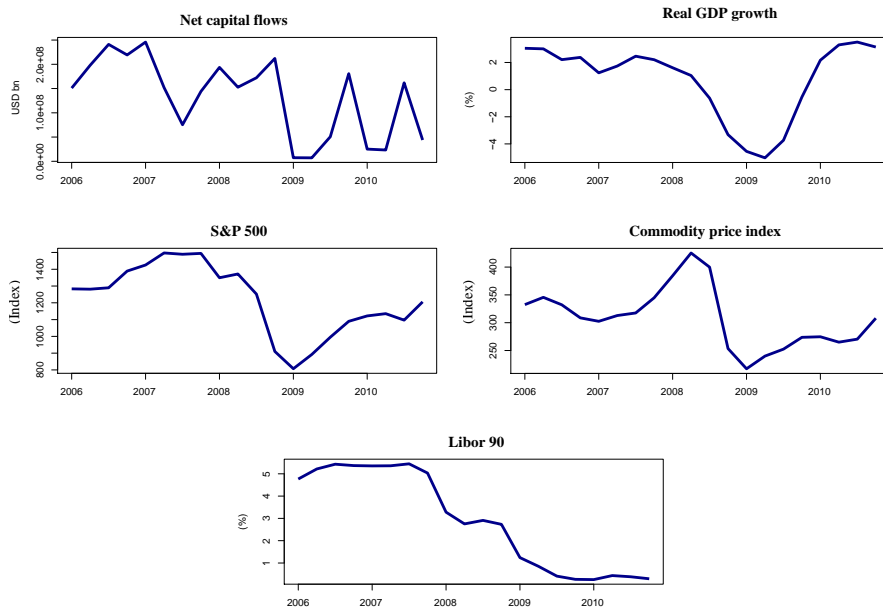 Net capital flows
USD bn
2.0e+08
1.0e+08
0.0e+00
2006 2007 2008 2009 2010
Real GDP growth
(%)
2
0
−2
−4
2006 2007 2008 2009 2010
S&P 500
(Index)
1400
1200
1000
800
2006 2007 2008 2009 2010
Commodity price index
(Index)
400
350
300
250
2006 2007 2008 2009 2010
Libor 90
(%)
5
4
3
2
1
2006 2007 2008 2009 2010